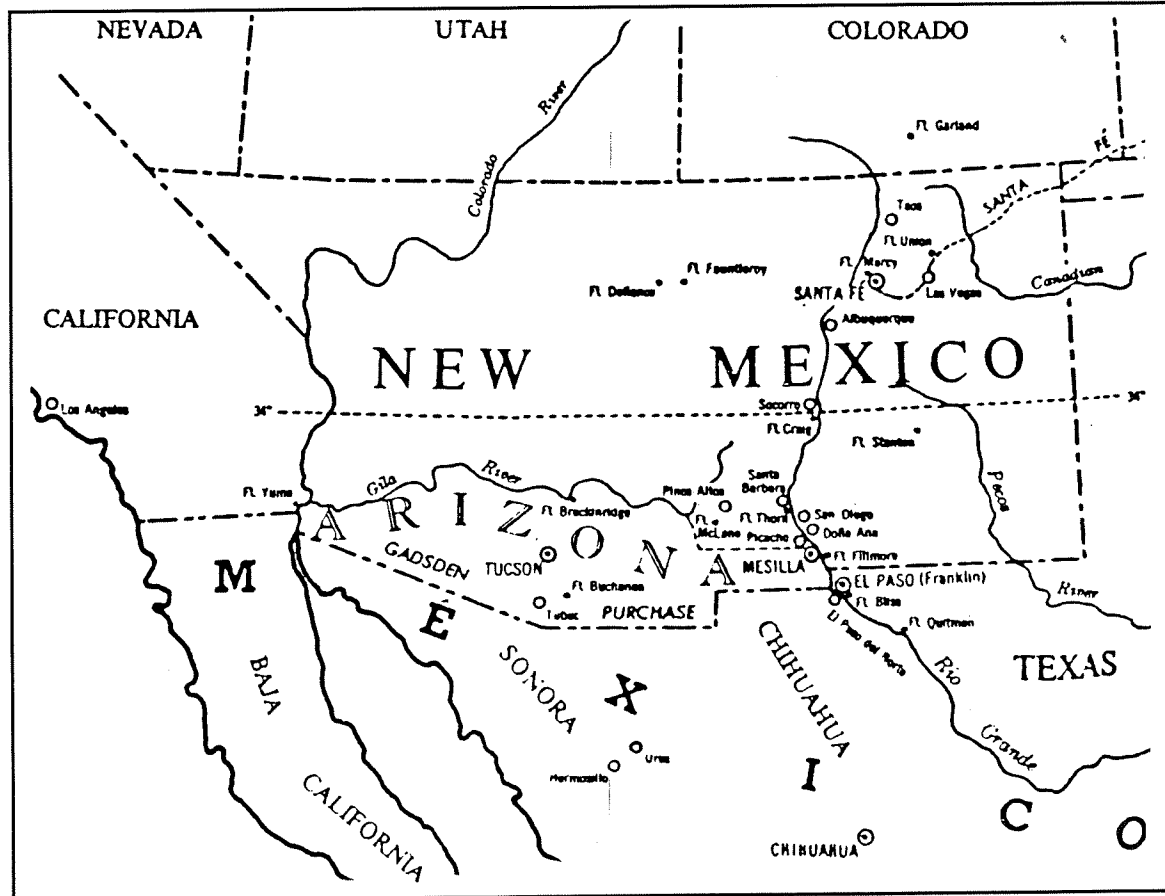 NEVADA
UTAH
COLORADO
River
Colorado
Ft. Garland
SANTA FÉ
Taos
Ft. Union
Ft. Marcy
SANTA FÉ
Las Vegas
Canadian
Ft. Fauntleroy
Ft. Defiance
CALIFORNIA
Albuquerque
NEW MEXICO
Los Angeles
34°
34°
Socorro
Ft. Craig
Ft. Stanton
Pecos
River
Ft. Yuma
Gila River
Pinos Altos
Santa
Barbara
Ft. Breckinridge
Ft.
McLane
Ft. Thorn
San Diego
Doña Ana
Picacho
ARIZONA
GADSDEN
PURCHASE
TUCSON
MESILLA
Ft. Fillmore
Ft. Buchanan
Tubac
EL PASO (Franklin)
Ft. Bliss
El Paso del Norte
Ft. Quitman
MÉXICO
BAJA
CALIFORNIA
SONORA
CHIHUAHUA
TEXAS
Rio
Grande
Ures
Hermosillo
CHIHUAHUA